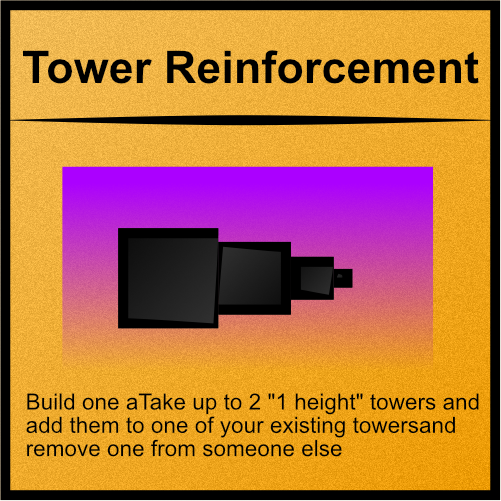 Tower Reinforcement
Build one aTake up to 2 "1 height" towers and
add them to one of your existing towersand
remove one from someone else